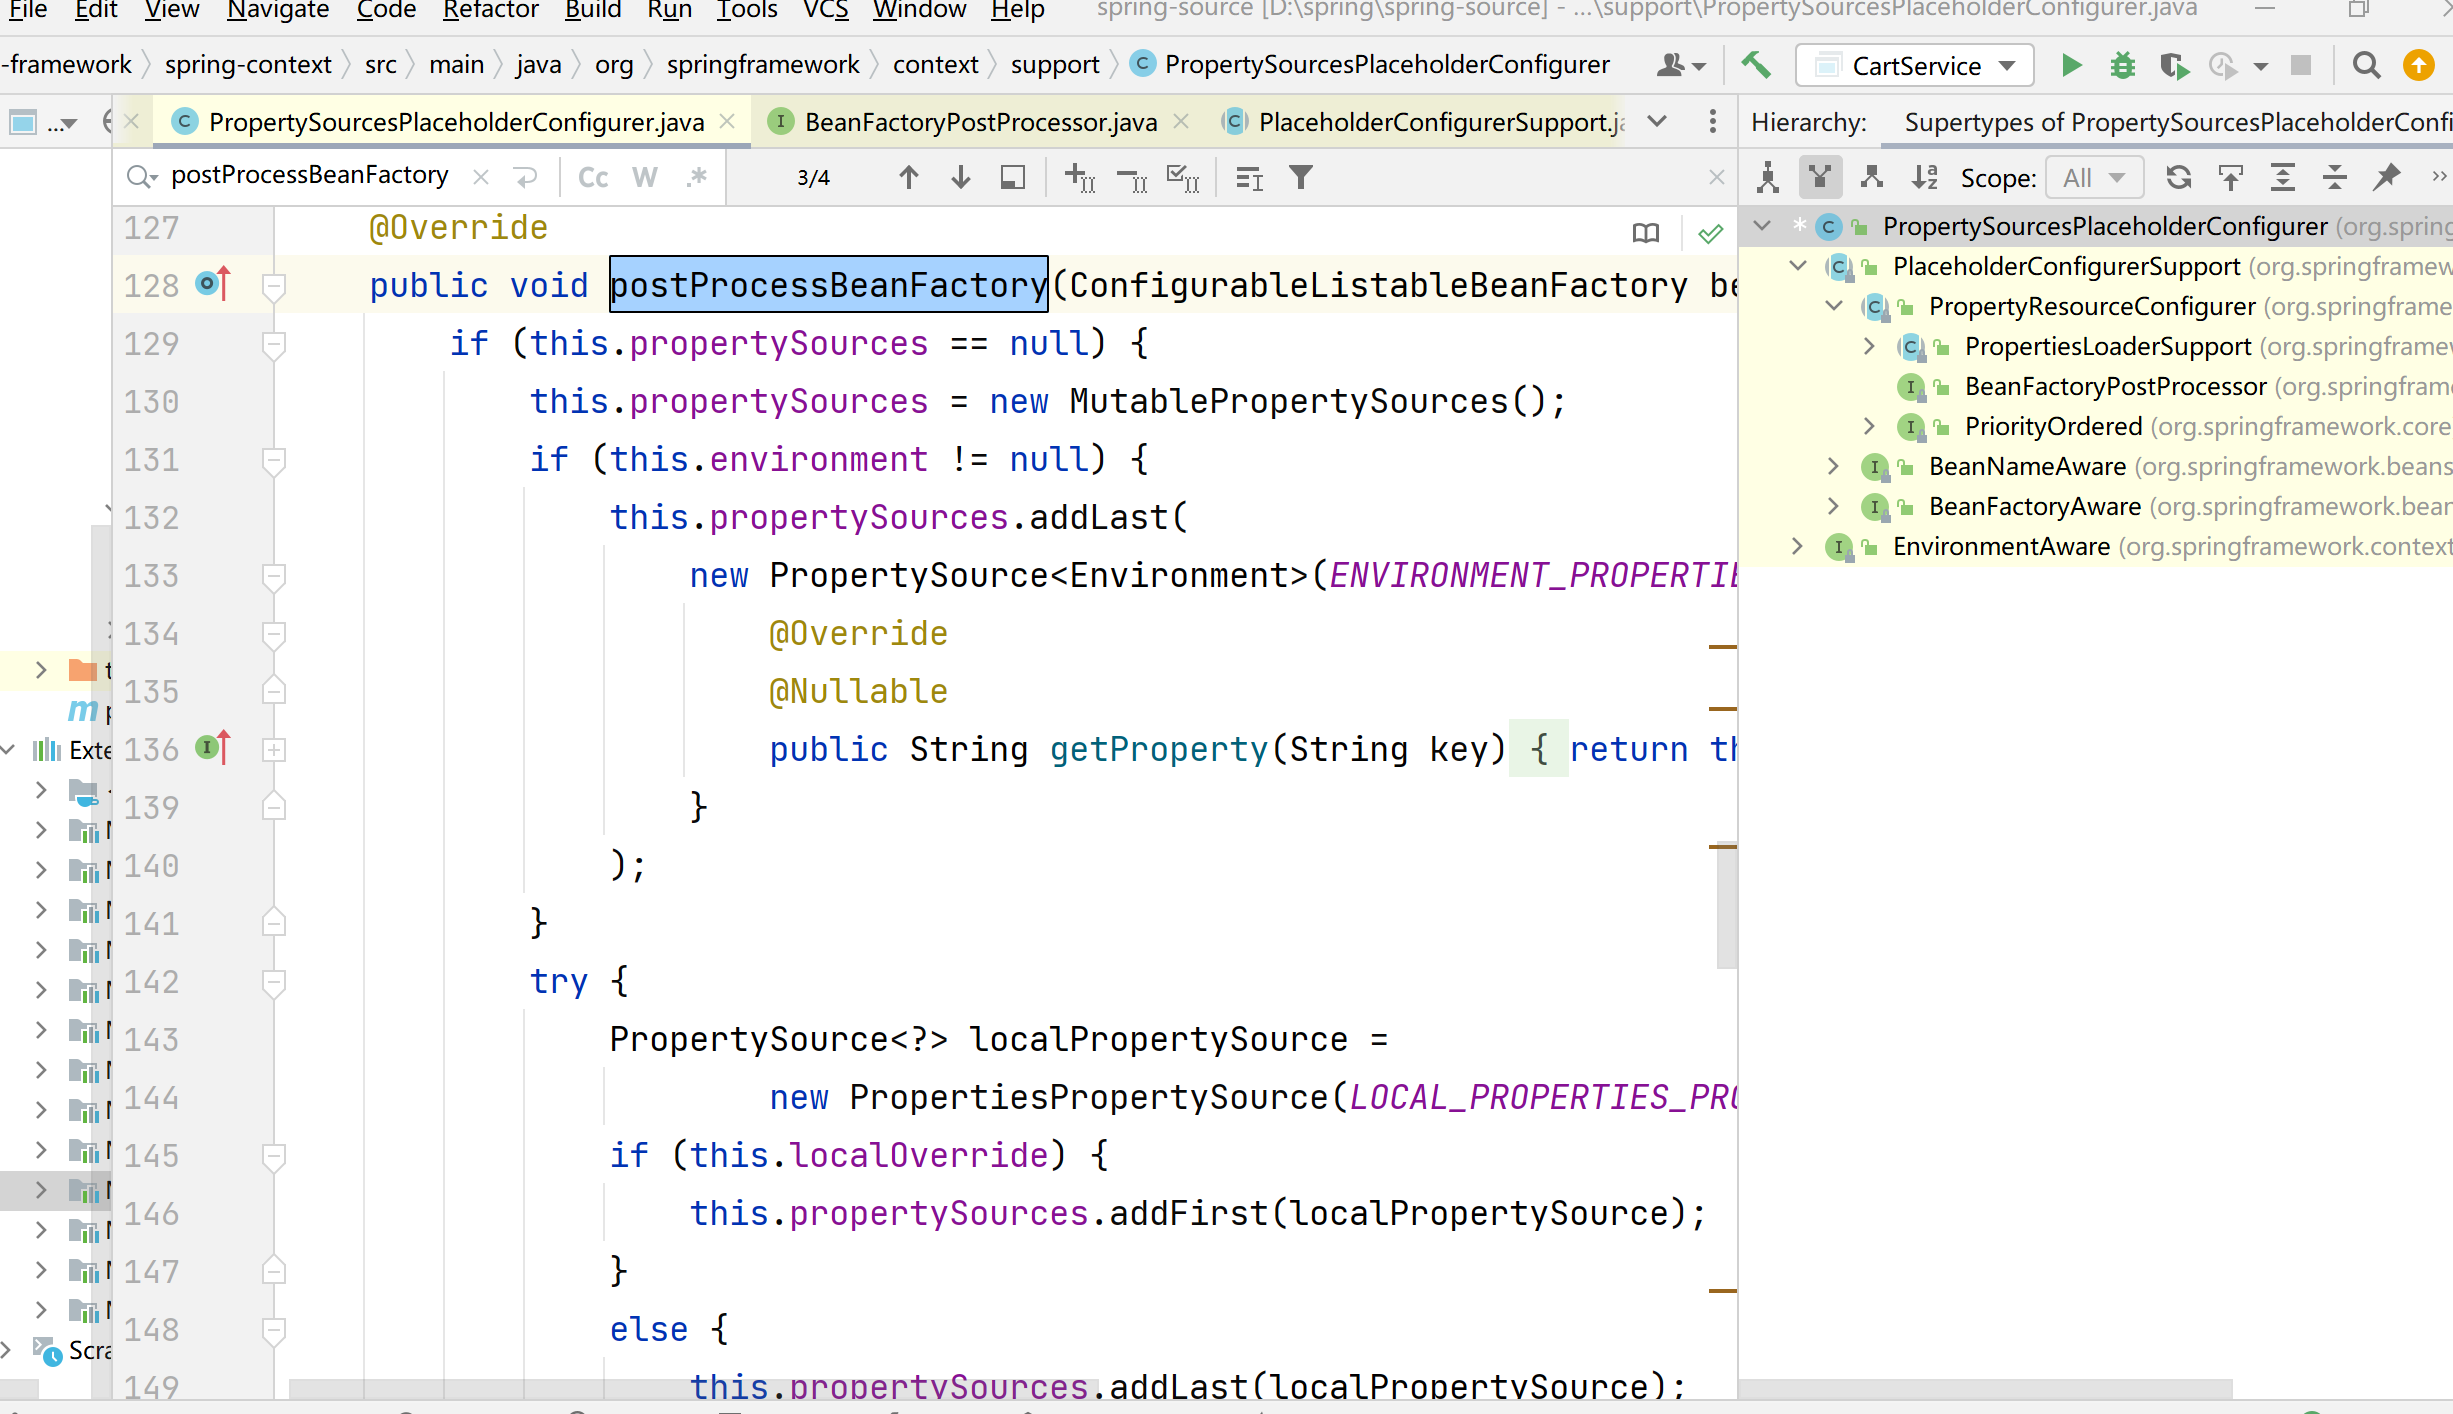 File Edit View Navigate Code Refactor Build Run Tools VCS Window Help spring-source [D:\spring\spring-source] - ...\support\PropertySourcesPlaceholderConfigurer.java
-framework spring-context src main java org springframework context support PropertySourcesPlaceholderConfigurer CartService
... PropertySourcesPlaceholderConfigurer.java BeanFactoryPostProcessor.java PlaceholderConfigurerSupport.ja
postProcessBeanFactory Cc W .* 3/4
127 @Override
128 public void postProcessBeanFactory(ConfigurableListableBeanFactory be
129 if (this.propertySources == null) {
130 this.propertySources = new MutablePropertySources();
131 if (this.environment != null) {
132 this.propertySources.addLast(
133 new PropertySource<Environment>(ENVIRONMENT_PROPERTIE
134 @Override
135 @Nullable
136 public String getProperty(String key) { return th
139 }
140 );
141 }
142 try {
143 PropertySource<?> localPropertySource =
144 new PropertiesPropertySource(LOCAL_PROPERTIES_PRO
145 if (this.localOverride) {
146 this.propertySources.addFirst(localPropertySource);
147 }
148 else {
149 this.propertySources.addLast(localPropertySource);
t
m p
Exte
Scra
Hierarchy: Supertypes of PropertySourcesPlaceholderConfi
Scope: All
* PropertySourcesPlaceholderConfigurer (org.spring
PlaceholderConfigurerSupport (org.springframew
PropertyResourceConfigurer (org.springframe
PropertiesLoaderSupport (org.springframew
BeanFactoryPostProcessor (org.springfram
PriorityOrdered (org.springframework.core
BeanNameAware (org.springframework.beans
BeanFactoryAware (org.springframework.bear
EnvironmentAware (org.springframework.context